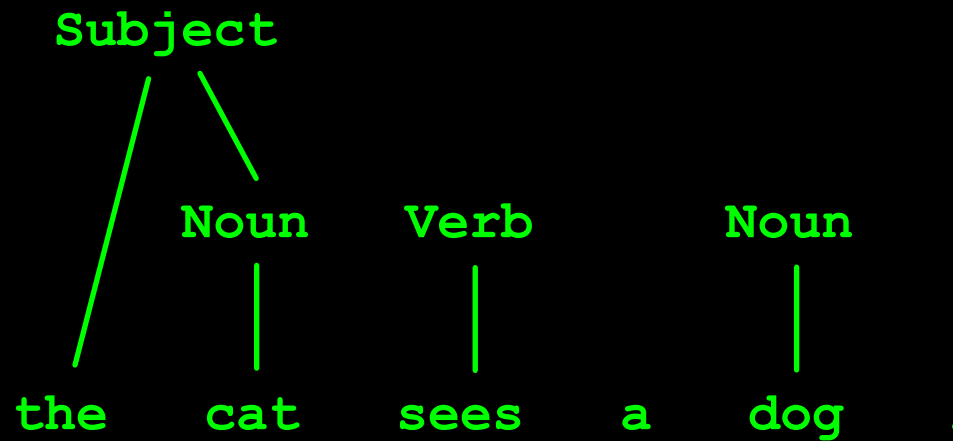 Subject
Noun Verb Noun
the cat sees a dog .